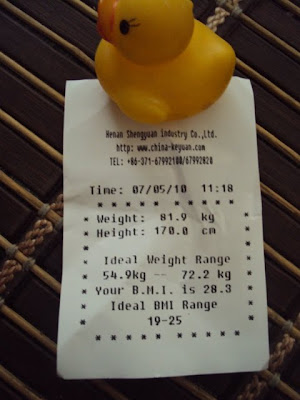 Henan Shengyuan industry Co.,Ltd.
http: www.china-keyuan.com
TEL: +86-371-67992180/67992020
Time: 07/05/10 11:18
* * * * * * * * *
* Weight: 81.9 kg *
* Height: 170.0 cm *
* *
* Ideal Weight Range *
* 54.9kg -- 72.2 kg *
* Your B.M.I. is 28.3 *
* Ideal BMI Range *
* 19-25 *
* * * * * * * * *